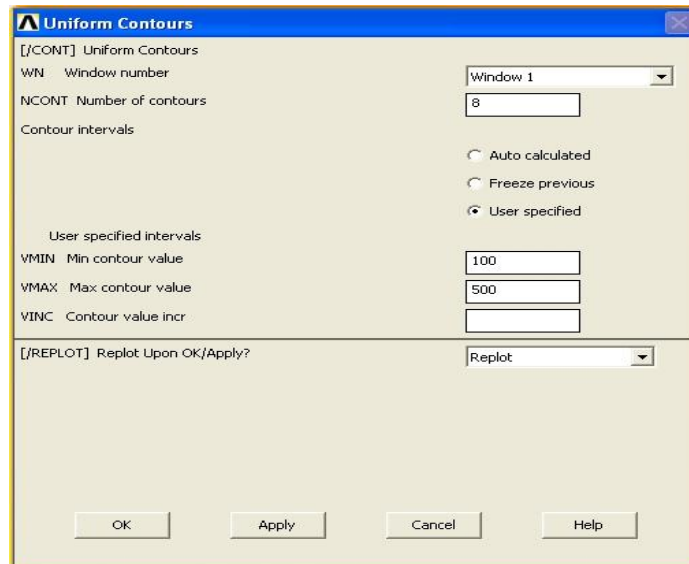 Uniform Contours
[/CONT] Uniform Contours
WN Window number Window 1
NCONT Number of contours 8
Contour intervals
Auto calculated
Freeze previous
User specified
User specified intervals
VMIN Min contour value 100
VMAX Max contour value 500
VINC Contour value incr
[/REPLOT] Replot Upon OK/Apply? Replot
OK Apply Cancel Help